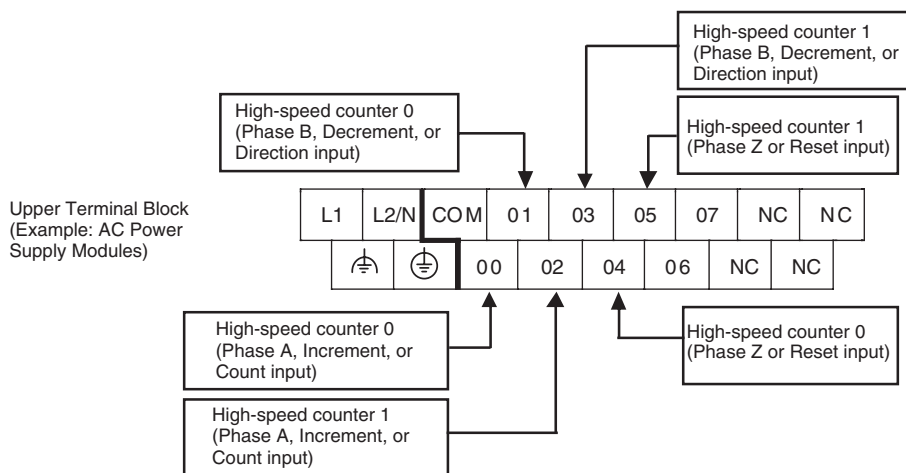 High-speed counter 1
(Phase B, Decrement, or
Direction input)
High-speed counter 0
(Phase B, Decrement, or
Direction input)
High-speed counter 1
(Phase Z or Reset input)
Upper Terminal Block
(Example: AC Power
Supply Modules)
L1 L2/N COM 01 03 05 07 NC NC
00 02 04 06 NC NC
High-speed counter 0
(Phase A, Increment, or
Count input)
High-speed counter 0
(Phase Z or Reset input)
High-speed counter 1
(Phase A, Increment, or
Count input)